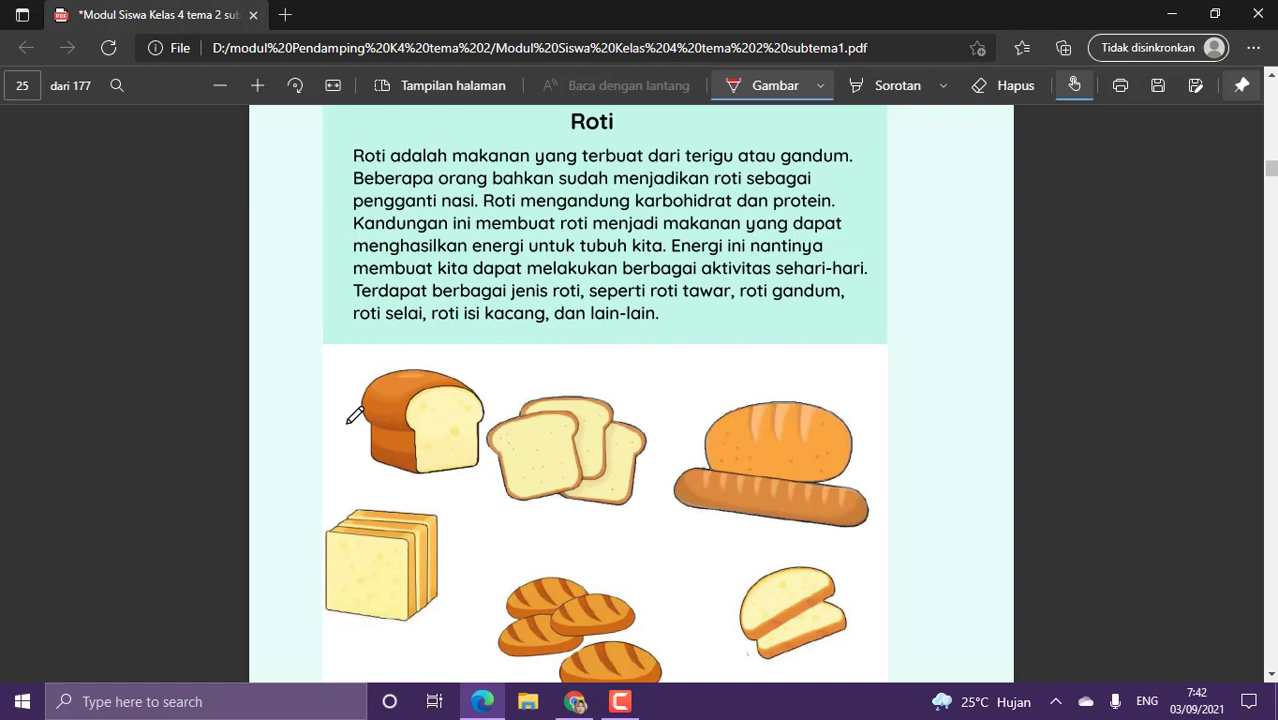 *Modul Siswa Kelas 4 tema 2 sub
File
D:/modul%20Pendamping%20K4%20tema%202/Modul%20Siswa%20Kelas%204%20tema%202%20subtema1.pdf
Tidak disinkronkan
25 dari 177
Tampilan halaman
Baca dengan lantang
Gambar
Sorotan
Hapus
Roti
Roti adalah makanan yang terbuat dari terigu atau gandum.
Beberapa orang bahkan sudah menjadikan roti sebagai
pengganti nasi. Roti mengandung karbohidrat dan protein.
Kandungan ini membuat roti menjadi makanan yang dapat
menghasilkan energi untuk tubuh kita. Energi ini nantinya
membuat kita dapat melakukan berbagai aktivitas sehari-hari.
Terdapat berbagai jenis roti, seperti roti tawar, roti gandum,
roti selai, roti isi kacang, dan lain-lain.
Type here to search
25°C Hujan
ENG
7:42
03/09/2021